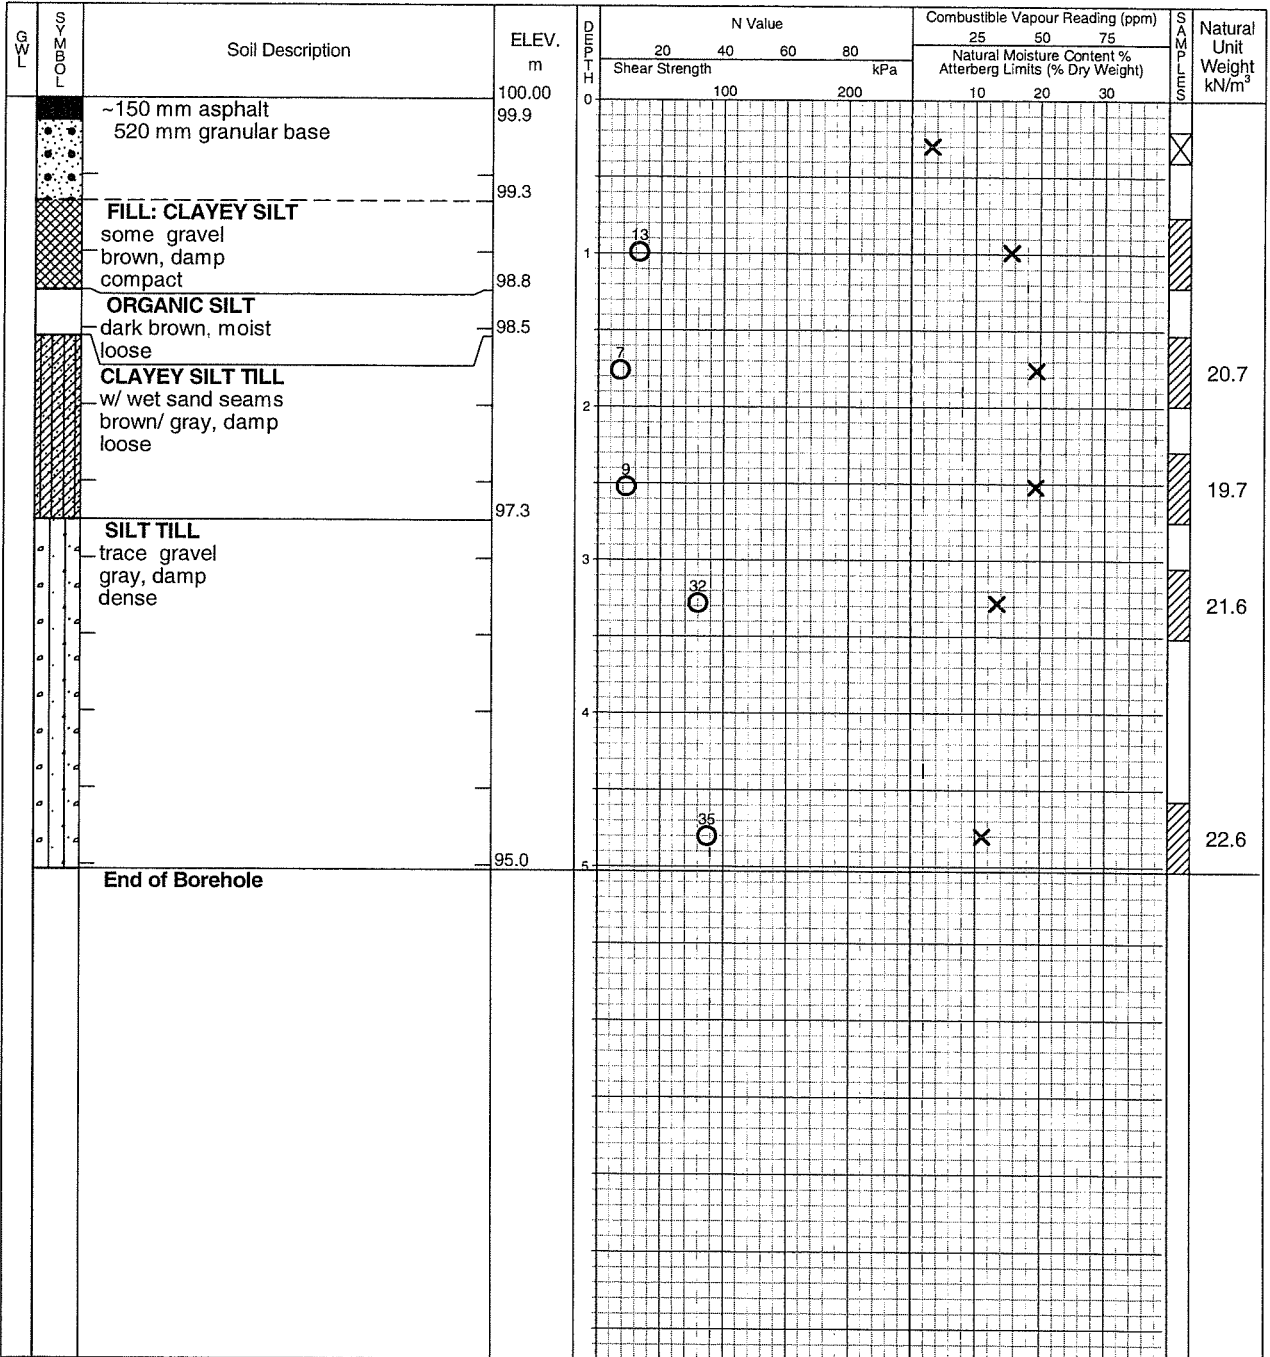 GWL
SYMBOL
Soil Description
ELEV.
m
DEPTH
N Value
20 40 60 80
Shear Strength kPa
100 200
Combustible Vapour Reading (ppm)
25 50 75
Natural Moisture Content %
Atterberg Limits (% Dry Weight)
10 20 30
SAMPLES
Natural
Unit
Weight
kN/m³
100.00
0
~150 mm asphalt
99.9
520 mm granular base
99.3
FILL: CLAYEY SILT
some gravel
13
brown, damp
1
compact
98.8
ORGANIC SILT
dark brown, moist
98.5
loose
7
CLAYEY SILT TILL
20.7
w/ wet sand seams
2
brown/ gray, damp
loose
9
19.7
97.3
SILT TILL
trace gravel
3
gray, damp
32
dense
21.6
4
35
22.6
95.0
5
End of Borehole